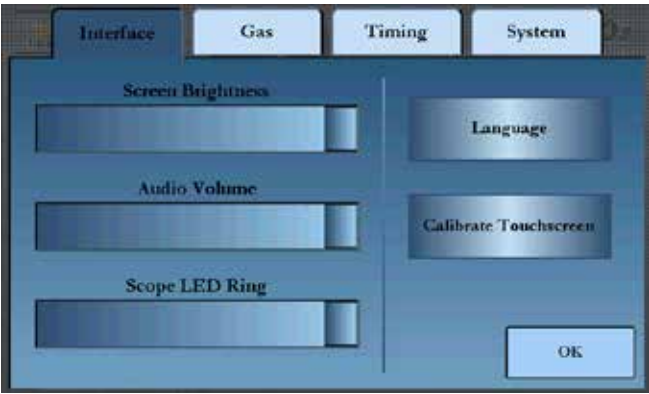 Interface
Gas
Timing
System
Screen Brightness
Audio Volume
Scope LED Ring
Language
Calibrate Touchscreen
OK